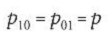 p₁₀ = p₀₁ = p